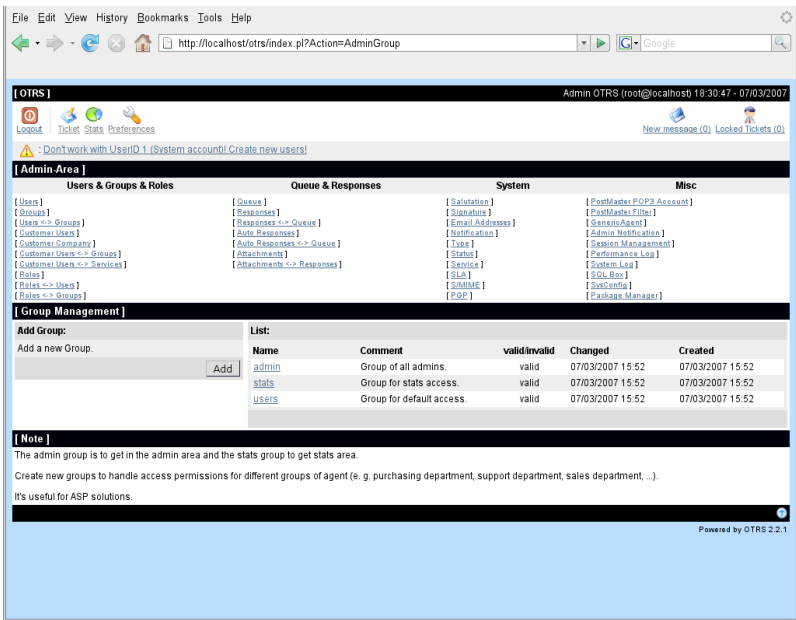 File Edit View History Bookmarks Tools Help
http://localhost/otrs/index.pl?Action=AdminGroup
G Google
[ OTRS ] Admin OTRS (root@localhost) 18:30:47 - 07/03/2007
Logout Ticket Stats Preferences New message (0) Locked Tickets (0)
: Don't work with UserID 1 (System account)! Create new users!
[ Admin-Area ]
Users & Groups & Roles Queue & Responses System Misc
[ Users ] [ Queue ] [ Salutation ] [ PostMaster POP3 Account ]
[ Groups ] [ Responses ] [ Signature ] [ PostMaster Filter ]
[ Users <-> Groups ] [ Responses <-> Queue ] [ Email Addresses ] [ GenericAgent ]
[ Customer Users ] [ Auto Responses ] [ Notification ] [ Admin Notification ]
[ Customer Company ] [ Auto Responses <-> Queue ] [ Type ] [ Session Management ]
[ Customer Users <-> Groups ] [ Attachments ] [ Status ] [ Performance Log ]
[ Customer Users <-> Services ] [ Attachments <-> Responses ] [ Service ] [ System Log ]
[ Roles ] [ SLA ] [ SQL Box ]
[ Roles <-> Users ] [ S/MIME ] [ SysConfig ]
[ Roles <-> Groups ] [ PGP ] [ Package Manager ]
[ Group Management ]
Add Group: List:
Add a new Group. Name Comment valid/invalid Changed Created
Add admin Group of all admins. valid 07/03/2007 15:52 07/03/2007 15:52
stats Group for stats access. valid 07/03/2007 15:52 07/03/2007 15:52
users Group for default access. valid 07/03/2007 15:52 07/03/2007 15:52
[ Note ]
The admin group is to get in the admin area and the stats group to get stats area.
Create new groups to handle access permissions for different groups of agent (e. g. purchasing department, support department, sales department, ...).
It's useful for ASP solutions.
Powered by OTRS 2.2.1